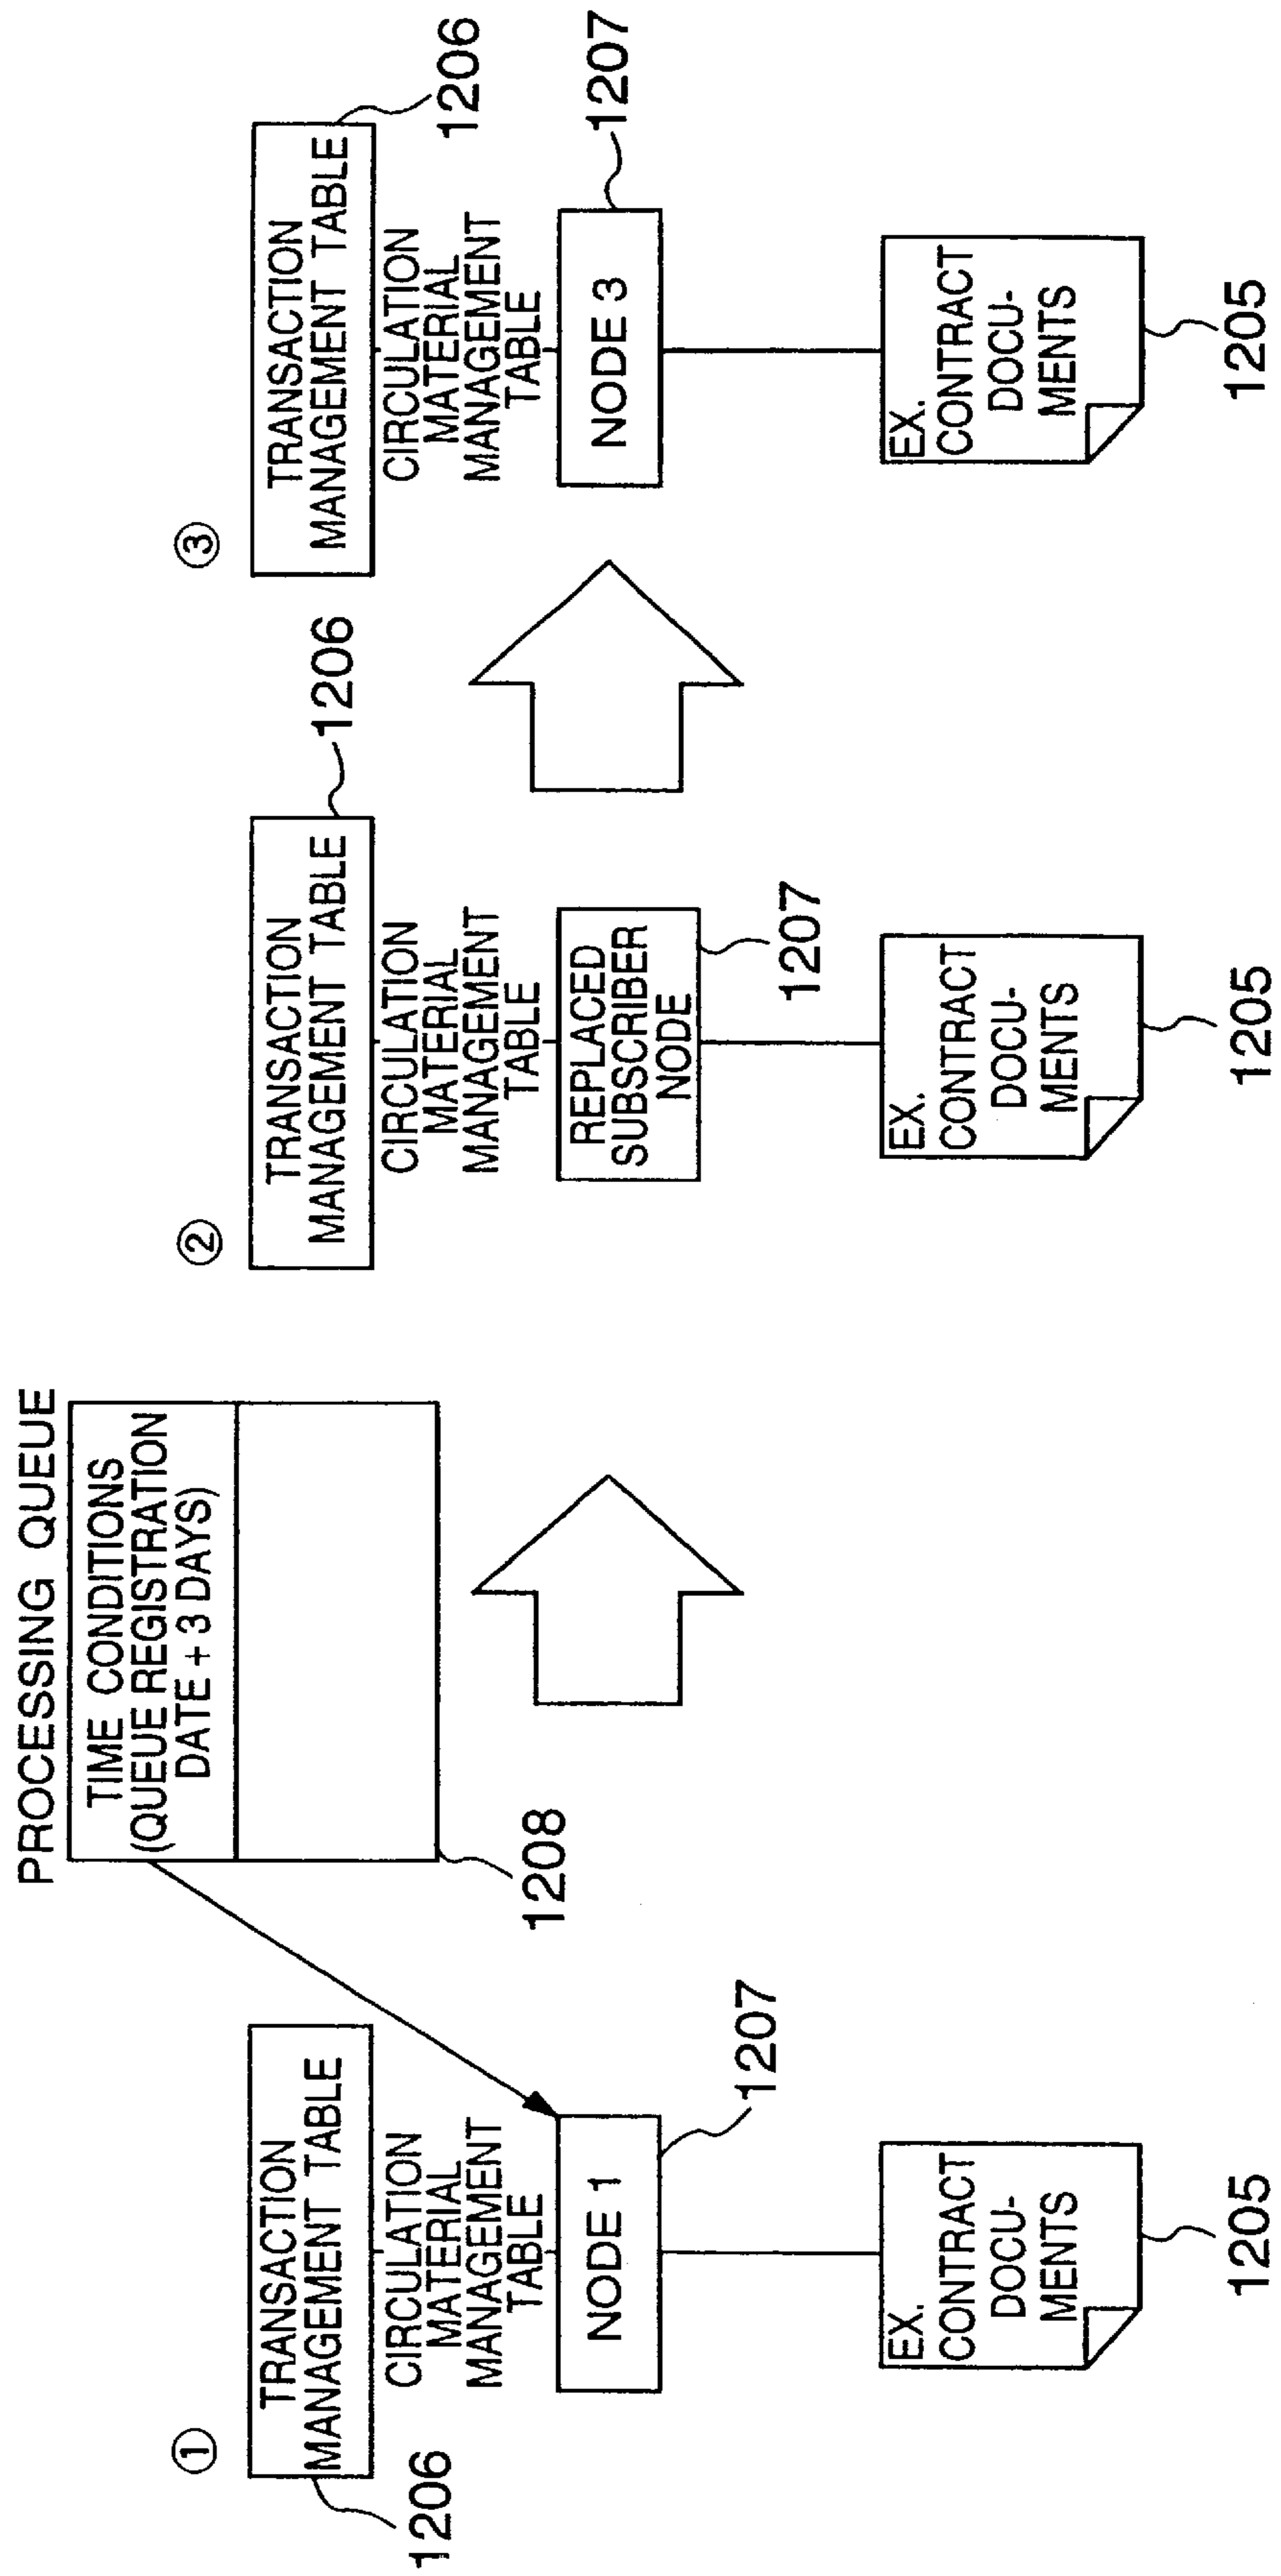 PROCESSING QUEUE
TIME CONDITIONS
(QUEUE REGISTRATION
DATE + 3 DAYS)
1208
①
TRANSACTION
MANAGEMENT TABLE
1206
CIRCULATION
MATERIAL
MANAGEMENT
TABLE
NODE 1
1207
EX.
CONTRACT
DOCU-
MENTS
1205
②
TRANSACTION
MANAGEMENT TABLE
1206
CIRCULATION
MATERIAL
MANAGEMENT
TABLE
REPLACED
SUBSCRIBER
NODE
1207
EX.
CONTRACT
DOCU-
MENTS
1205
③
TRANSACTION
MANAGEMENT TABLE
1206
CIRCULATION
MATERIAL
MANAGEMENT
TABLE
NODE 3
1207
EX.
CONTRACT
DOCU-
MENTS
1205